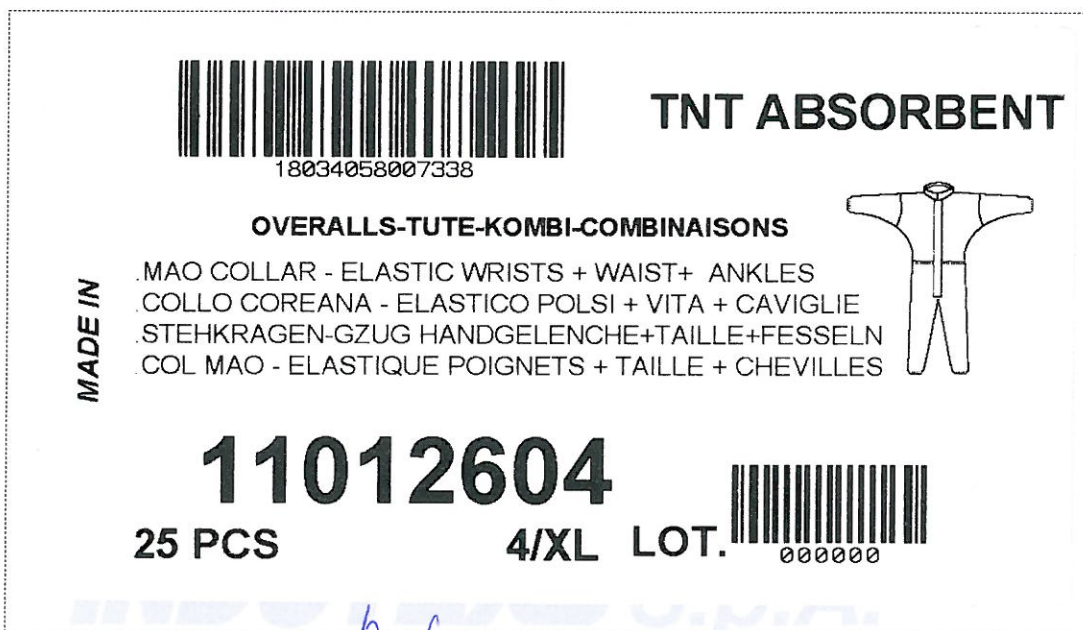 18034058007338
TNT ABSORBENT
OVERALLS-TUTE-KOMBI-COMBINAISONS
.MAO COLLAR - ELASTIC WRISTS + WAIST+ ANKLES
.COLLO COREANA - ELASTICO POLSI + VITA + CAVIGLIE
.STEHKRAGEN-GZUG HANDGELENCHE+TAILLE+FESSELN
.COL MAO - ELASTIQUE POIGNETS + TAILLE + CHEVILLES
MADE IN
11012604
25 PCS 4/XL LOT.
000000